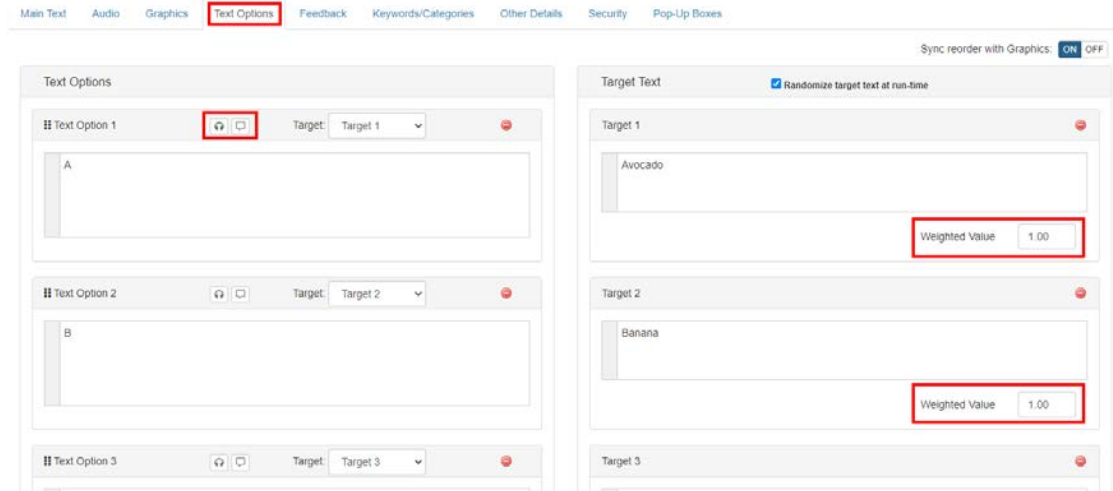 Main Text Audio Graphics Text Options Feedback Keywords/Categories Other Details Security Pop-Up Boxes
Sync reorder with Graphics: ON OFF
Text Options
Target Text
Randomize target text at run-time
Text Option 1 Target: Target 1
Target 1
A
Avocado
Weighted Value 1.00
Text Option 2 Target: Target 2
Target 2
B
Banana
Weighted Value 1.00
Text Option 3 Target: Target 3
Target 3